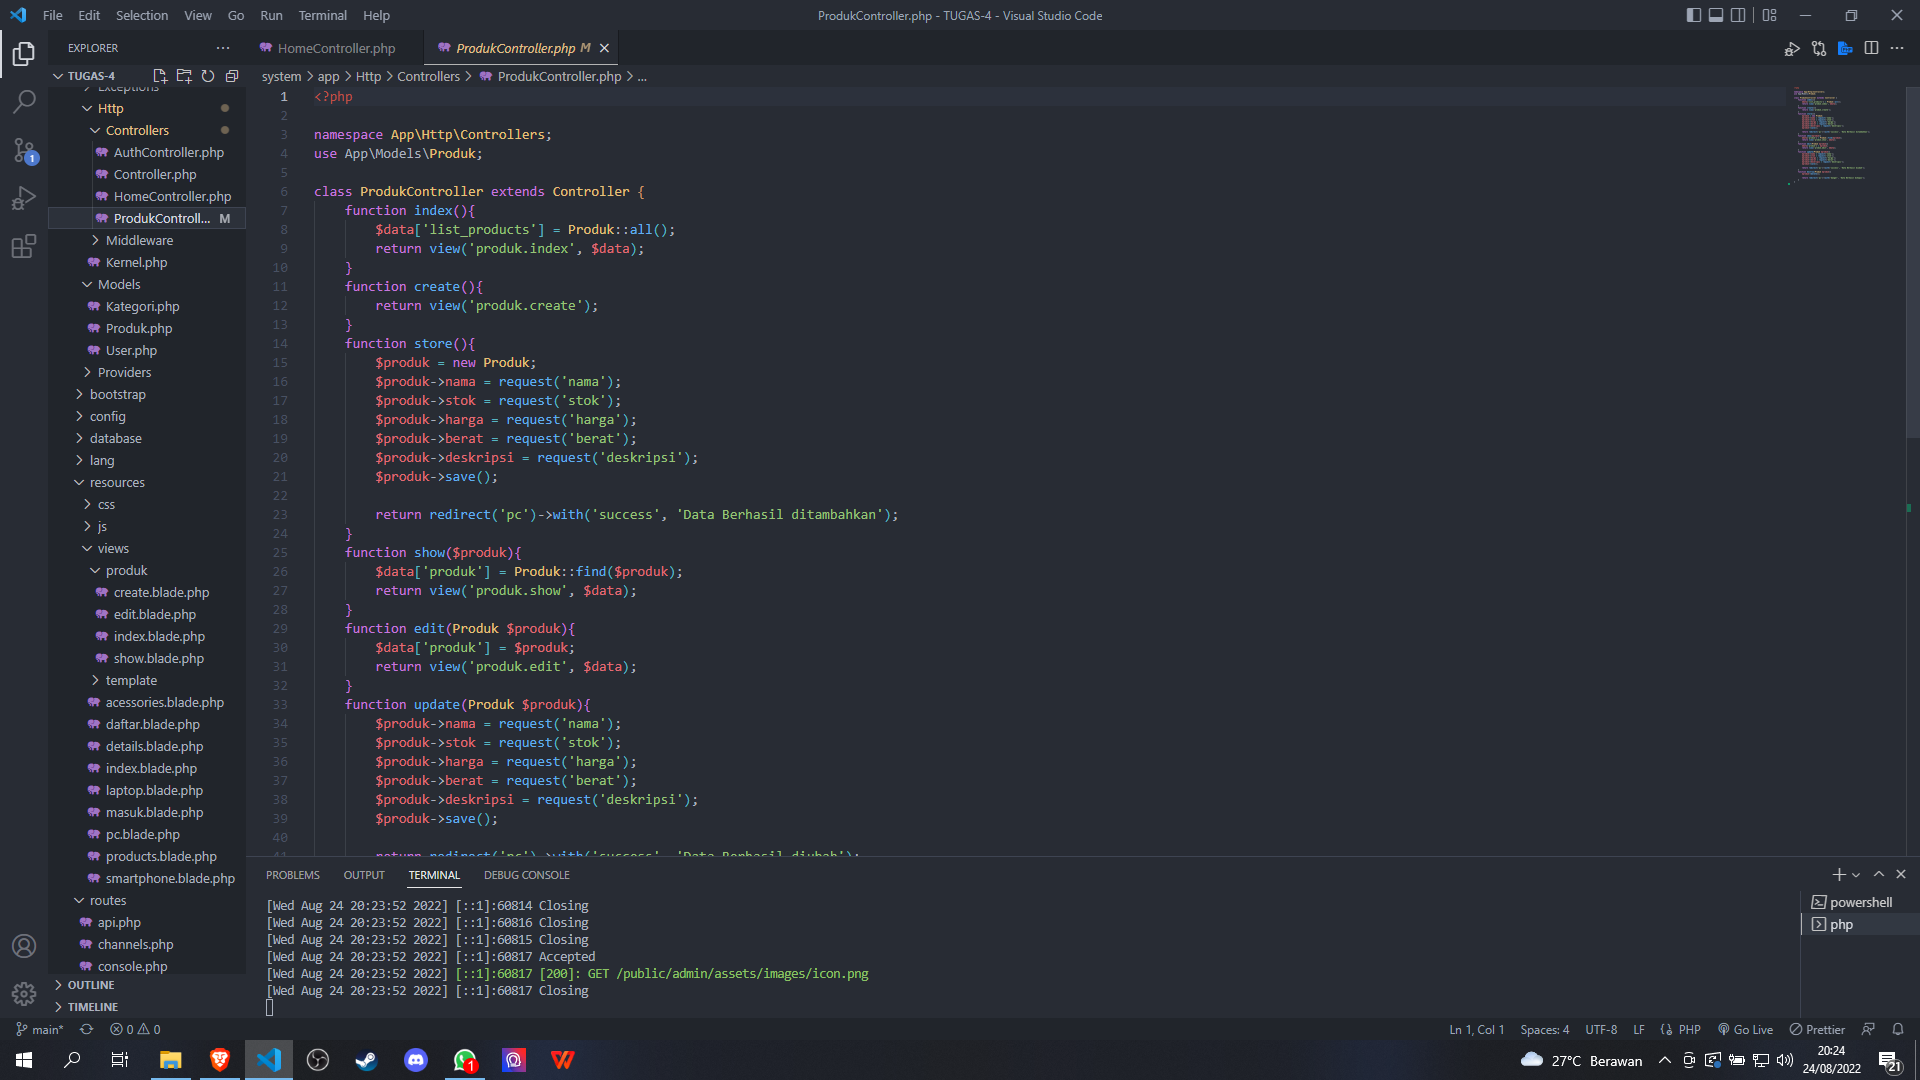 File Edit Selection View Go Run Terminal Help
ProdukController.php - TUGAS-4 - Visual Studio Code
EXPLORER
HomeController.php
ProdukController.php M
TUGAS-4
system > app > Http > Controllers > ProdukController.php > ...
Exceptions
Http
Controllers
AuthController.php
Controller.php
HomeController.php
ProdukControll... M
Middleware
Kernel.php
Models
Kategori.php
Produk.php
User.php
Providers
bootstrap
config
database
lang
resources
css
js
views
produk
create.blade.php
edit.blade.php
index.blade.php
show.blade.php
template
acessories.blade.php
daftar.blade.php
details.blade.php
index.blade.php
laptop.blade.php
masuk.blade.php
pc.blade.php
products.blade.php
smartphone.blade.php
routes
api.php
channels.php
console.php
OUTLINE
TIMELINE
1 <?php
2
3 namespace App\Http\Controllers;
4 use App\Models\Produk;
5
6 class ProdukController extends Controller {
7 function index(){
8 $data['list_products'] = Produk::all();
9 return view('produk.index', $data);
10 }
11 function create(){
12 return view('produk.create');
13 }
14 function store(){
15 $produk = new Produk;
16 $produk->nama = request('nama');
17 $produk->stok = request('stok');
18 $produk->harga = request('harga');
19 $produk->berat = request('berat');
20 $produk->deskripsi = request('deskripsi');
21 $produk->save();
22
23 return redirect('pc')->with('success', 'Data Berhasil ditambahkan');
24 }
25 function show($produk){
26 $data['produk'] = Produk::find($produk);
27 return view('produk.show', $data);
28 }
29 function edit(Produk $produk){
30 $data['produk'] = $produk;
31 return view('produk.edit', $data);
32 }
33 function update(Produk $produk){
34 $produk->nama = request('nama');
35 $produk->stok = request('stok');
36 $produk->harga = request('harga');
37 $produk->berat = request('berat');
38 $produk->deskripsi = request('deskripsi');
39 $produk->save();
40
41 return redirect('pc')->with('success', 'Data Berhasil diubah');
PROBLEMS OUTPUT TERMINAL DEBUG CONSOLE
[Wed Aug 24 20:23:52 2022] [::1]:60814 Closing
[Wed Aug 24 20:23:52 2022] [::1]:60816 Closing
[Wed Aug 24 20:23:52 2022] [::1]:60815 Closing
[Wed Aug 24 20:23:52 2022] [::1]:60817 Accepted
[Wed Aug 24 20:23:52 2022] [::1]:60817 [200]: GET /public/admin/assets/images/icon.png
[Wed Aug 24 20:23:52 2022] [::1]:60817 Closing
powershell
php
main* 0 0
Ln 1, Col 1 Spaces: 4 UTF-8 LF PHP Go Live Prettier
1
1
27°C Berawan
20:24
24/08/2022
21